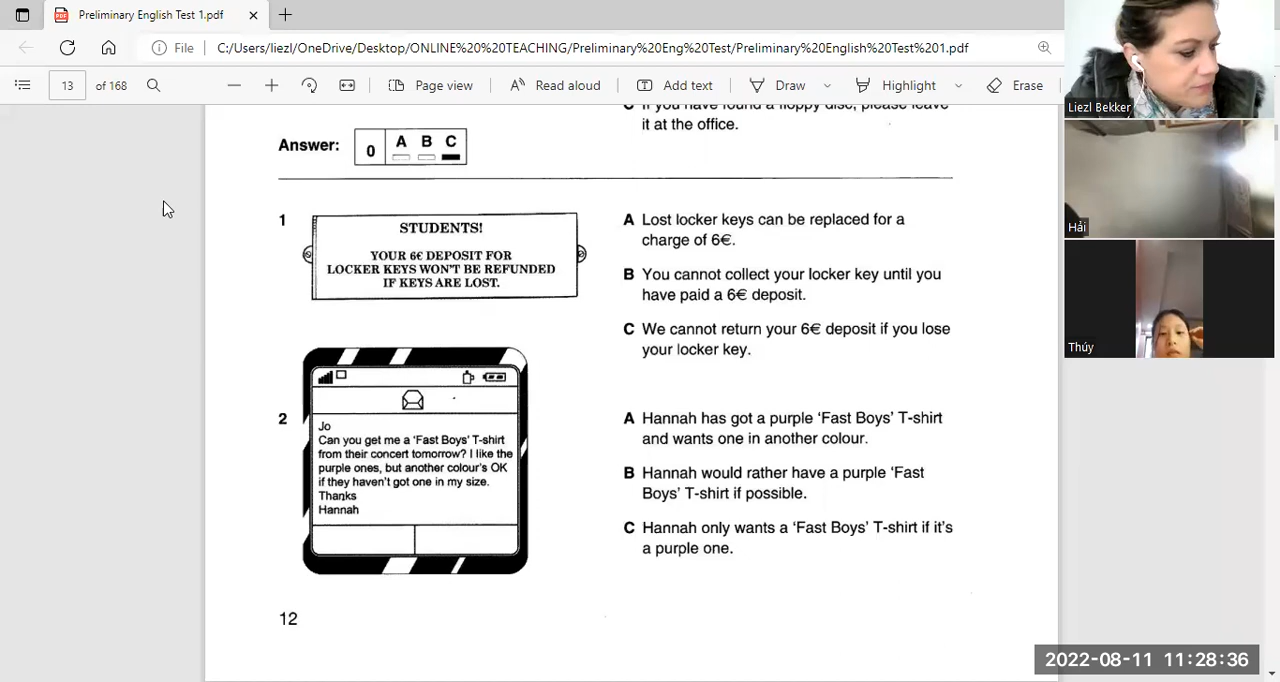 Preliminary English Test 1.pdf
File
C:/Users/liezl/OneDrive/Desktop/ONLINE%20%20TEACHING/Preliminary%20Eng%20Test/Preliminary%20English%20Test%201.pdf
13 of 168
Page view
Read aloud
Add text
Draw
Highlight
Erase
Liezl Bekker
Hải
Thúy
C If you have found a floppy disc, please leave
it at the office.
Answer:
0 A B C
1
STUDENTS!
YOUR 6€ DEPOSIT FOR
LOCKER KEYS WON'T BE REFUNDED
IF KEYS ARE LOST.
A Lost locker keys can be replaced for a
charge of 6€.
B You cannot collect your locker key until you
have paid a 6€ deposit.
C We cannot return your 6€ deposit if you lose
your locker key.
2
Jo
Can you get me a 'Fast Boys' T-shirt
from their concert tomorrow? I like the
purple ones, but another colour's OK
if they haven't got one in my size.
Thanks
Hannah
A Hannah has got a purple 'Fast Boys' T-shirt
and wants one in another colour.
B Hannah would rather have a purple 'Fast
Boys' T-shirt if possible.
C Hannah only wants a 'Fast Boys' T-shirt if it's
a purple one.
12
2022-08-11 11:28:36